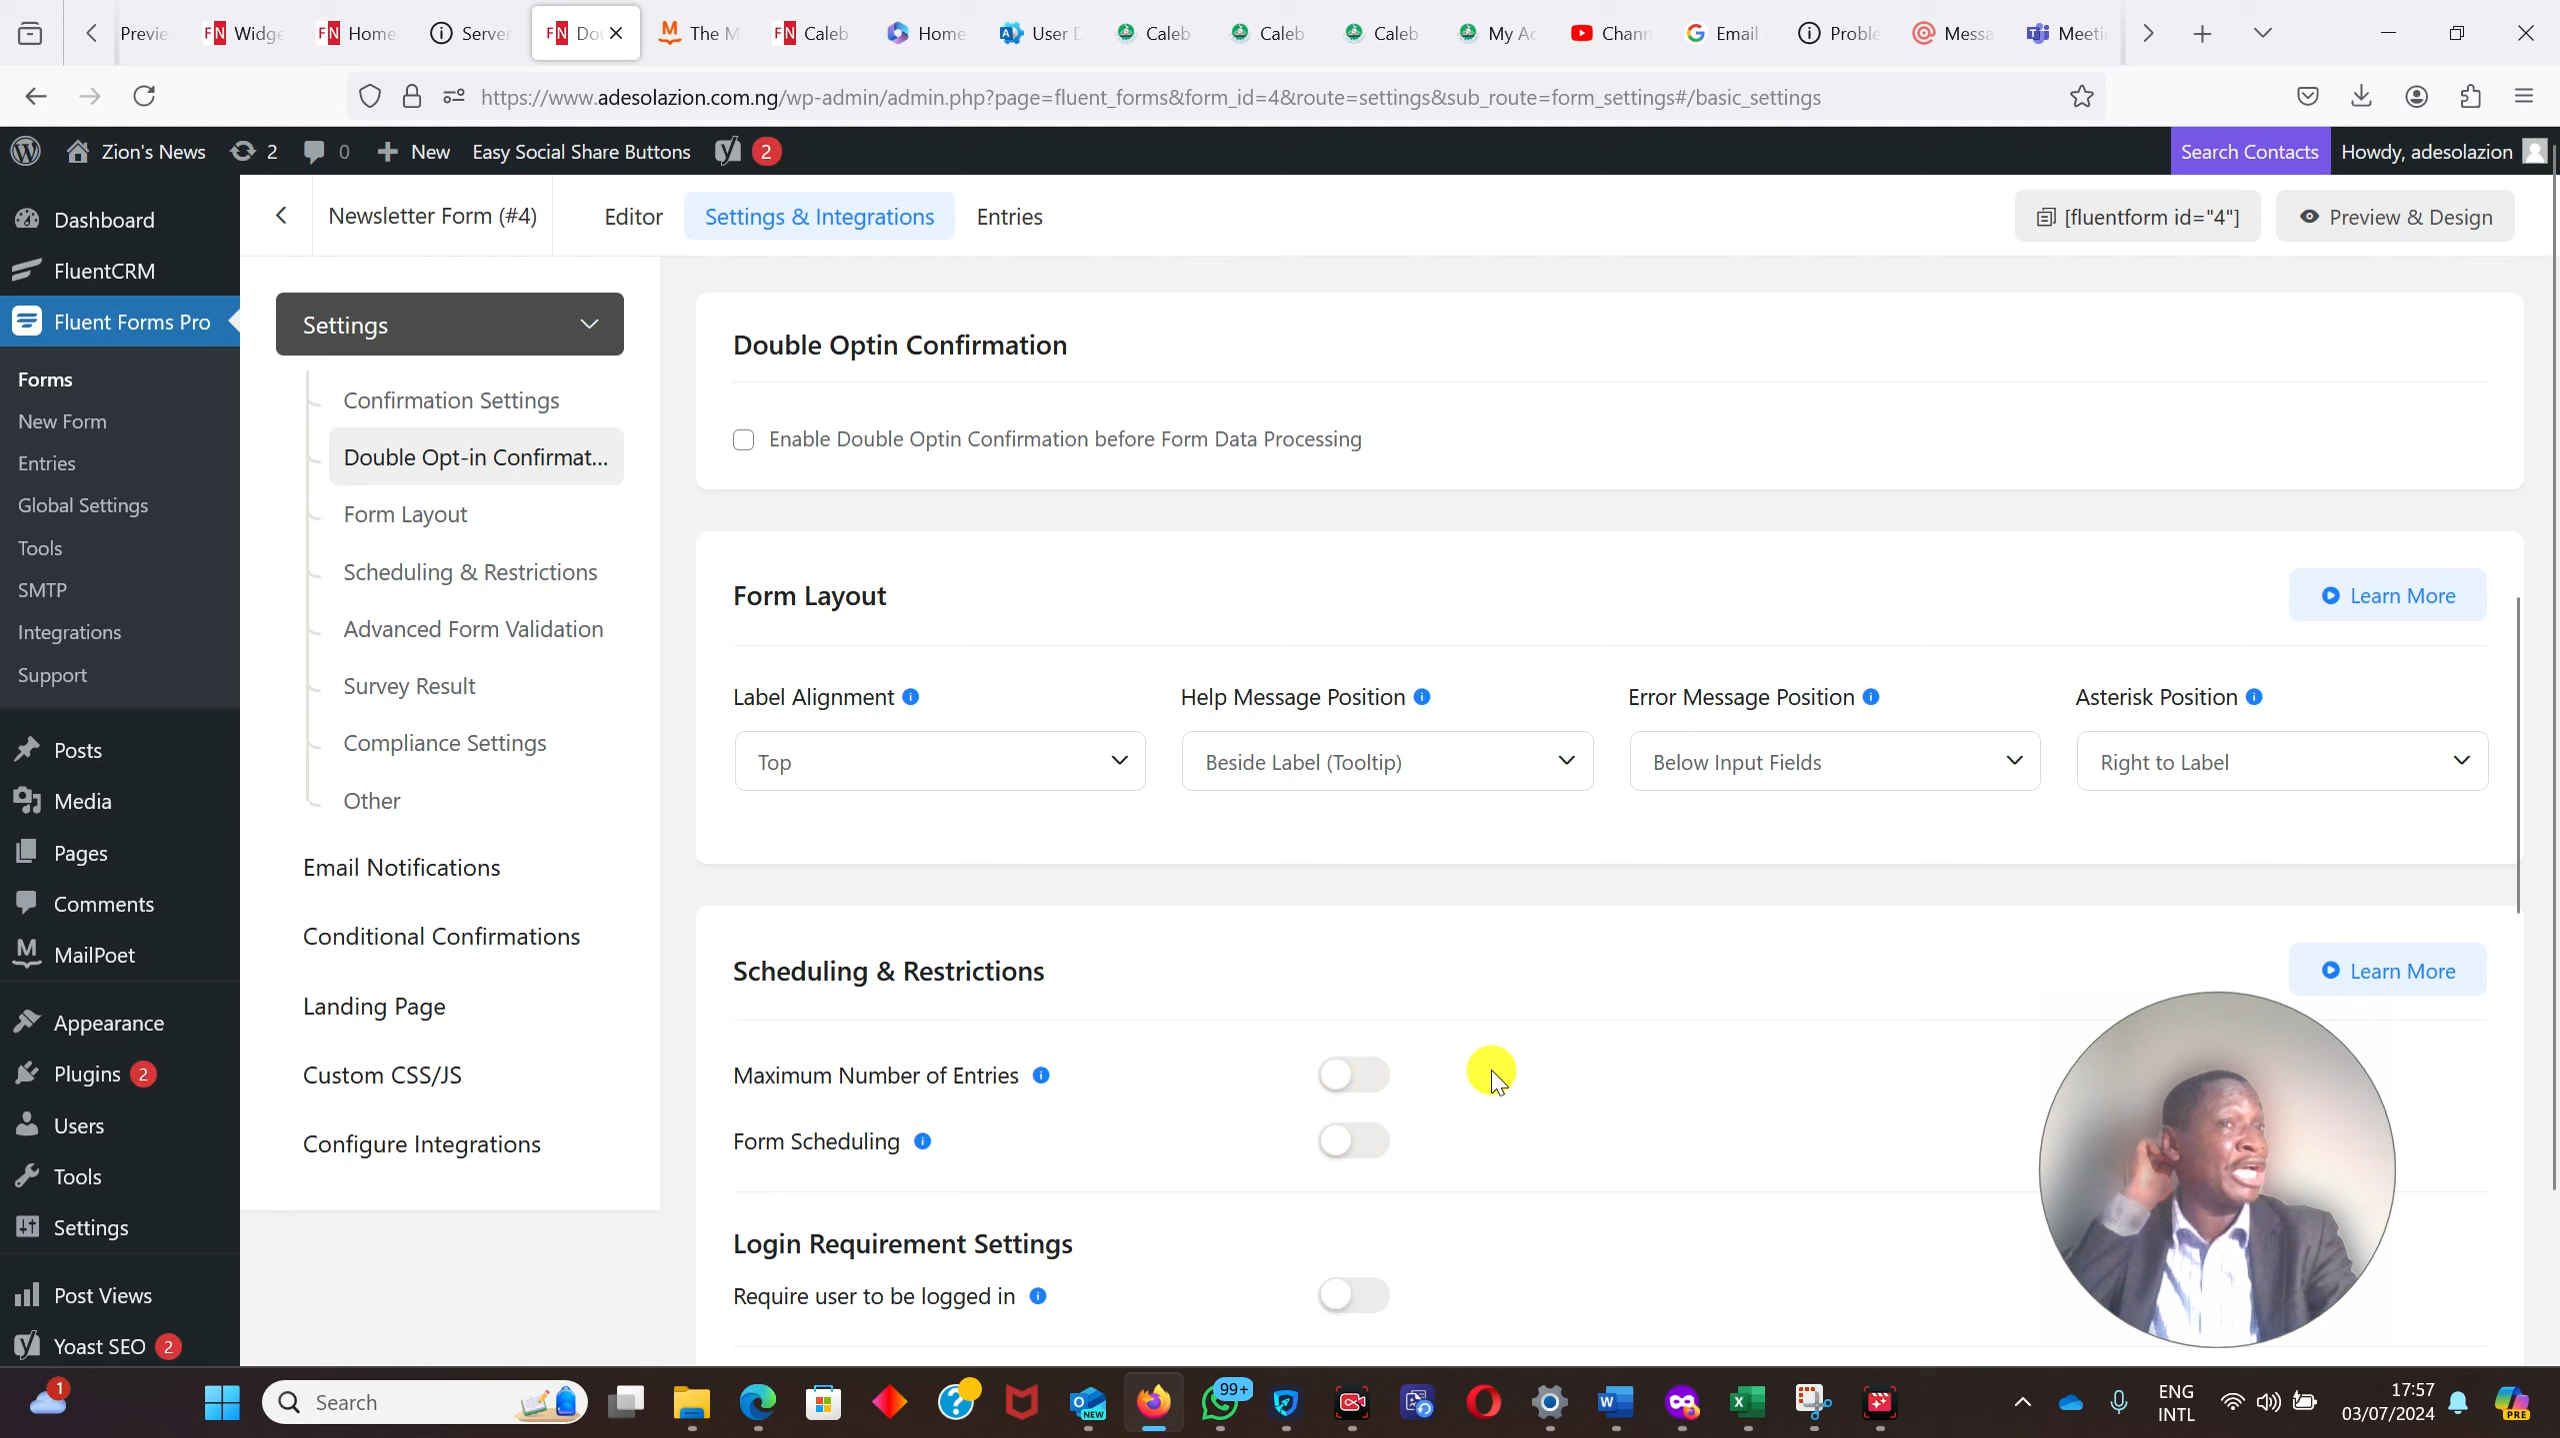 Previe
Widge
Home
Server
Do
The M
Caleb
Home
User D
Caleb
Caleb
Caleb
My Ac
Chann
Email
Proble
Messa
Meeti
https://www.adesolazion.com.ng/wp-admin/admin.php?page=fluent_forms&form_id=4&route=settings&sub_route=form_settings#/basic_settings
Zion's News
2
0
New
Easy Social Share Buttons
2
Search Contacts
Howdy, adesolazion
Dashboard
FluentCRM
Fluent Forms Pro
Forms
New Form
Entries
Global Settings
Tools
SMTP
Integrations
Support
Posts
Media
Pages
Comments
MailPoet
Appearance
Plugins 2
Users
Tools
Settings
Post Views
Yoast SEO 2
Newsletter Form (#4)
Editor
Settings & Integrations
Entries
[fluentform id="4"]
Preview & Design
Settings
Confirmation Settings
Double Opt-in Confirmat...
Form Layout
Scheduling & Restrictions
Advanced Form Validation
Survey Result
Compliance Settings
Other
Email Notifications
Conditional Confirmations
Landing Page
Custom CSS/JS
Configure Integrations
Double Optin Confirmation
Enable Double Optin Confirmation before Form Data Processing
Form Layout
Learn More
Label Alignment
Help Message Position
Error Message Position
Asterisk Position
Top
Beside Label (Tooltip)
Below Input Fields
Right to Label
Scheduling & Restrictions
Learn More
Maximum Number of Entries
Form Scheduling
Login Requirement Settings
Require user to be logged in
1
Search
NEW
99+
ENG
INTL
17:57
03/07/2024
PRE